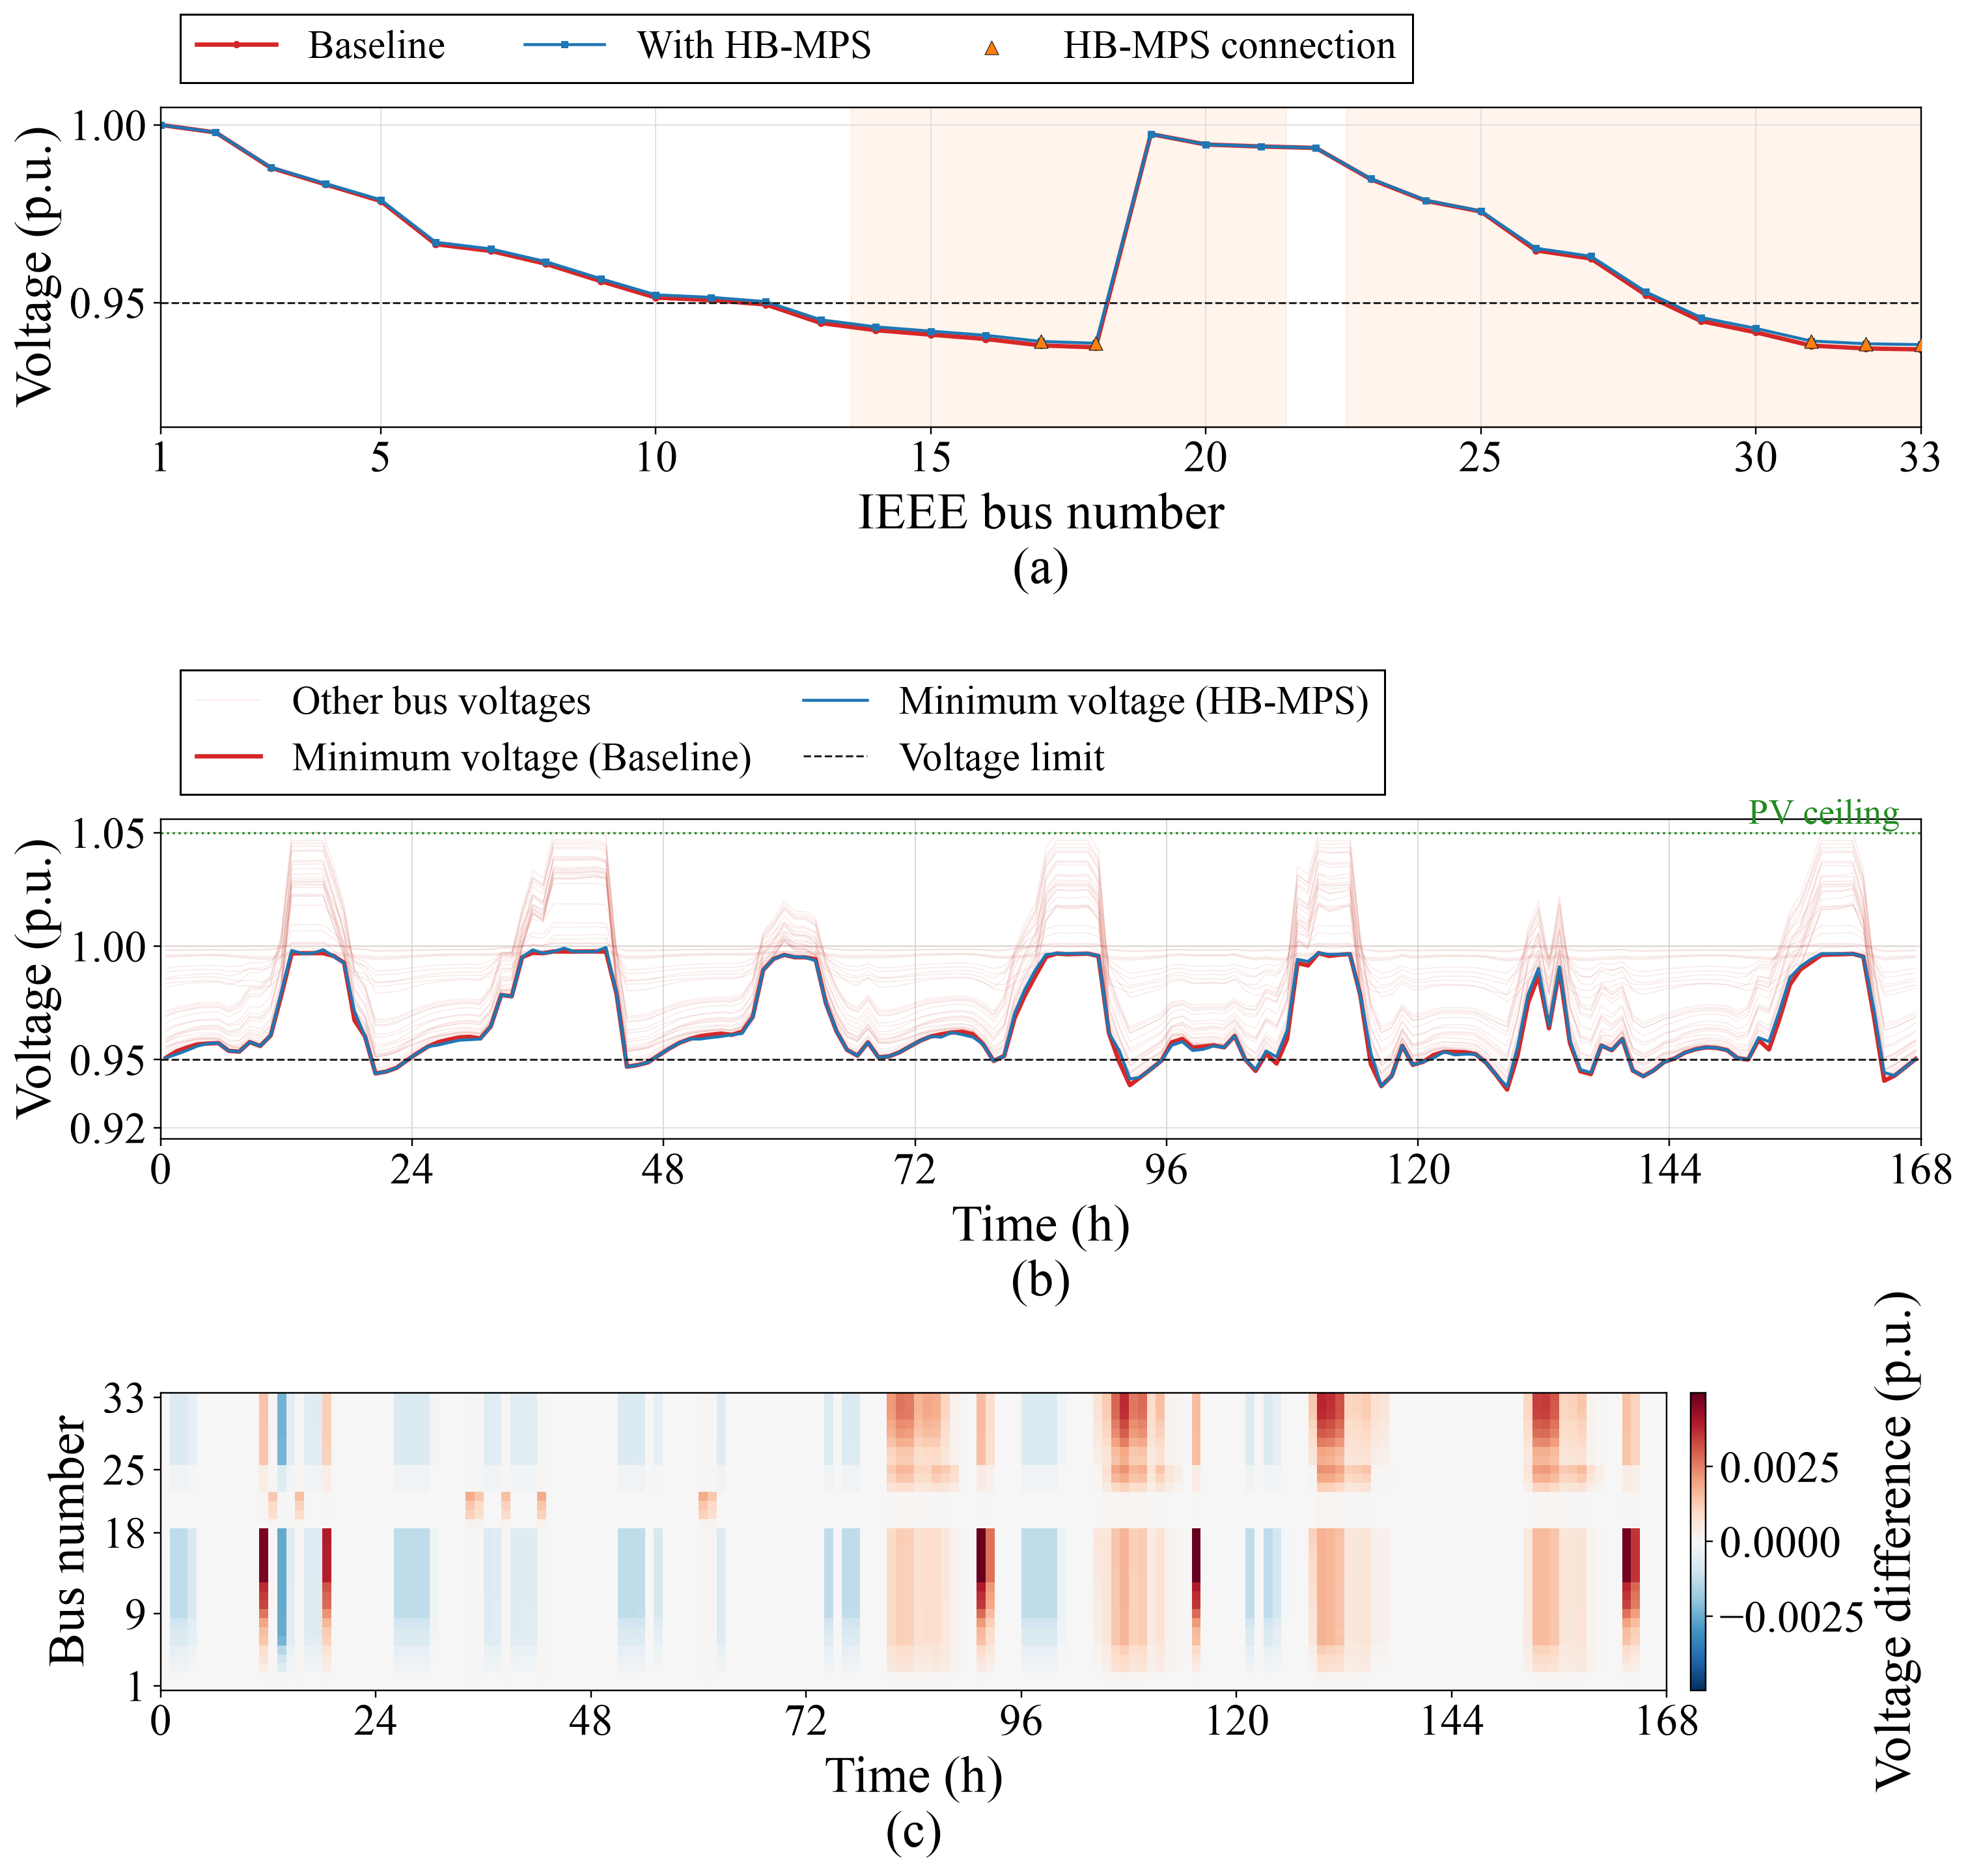 Baseline With HB-MPS HB-MPS connection
Voltage (p.u.)
1.00
0.95
1 5 10 15 20 25 30 33
IEEE bus number
(a)
Other bus voltages Minimum voltage (HB-MPS)
Minimum voltage (Baseline) Voltage limit
PV ceiling
Voltage (p.u.)
1.05
1.00
0.95
0.92
0 24 48 72 96 120 144 168
Time (h)
(b)
Bus number
33
25
18
9
1
0 24 48 72 96 120 144 168
Time (h)
0.0025
0.0000
−0.0025
Voltage difference (p.u.)
(c)